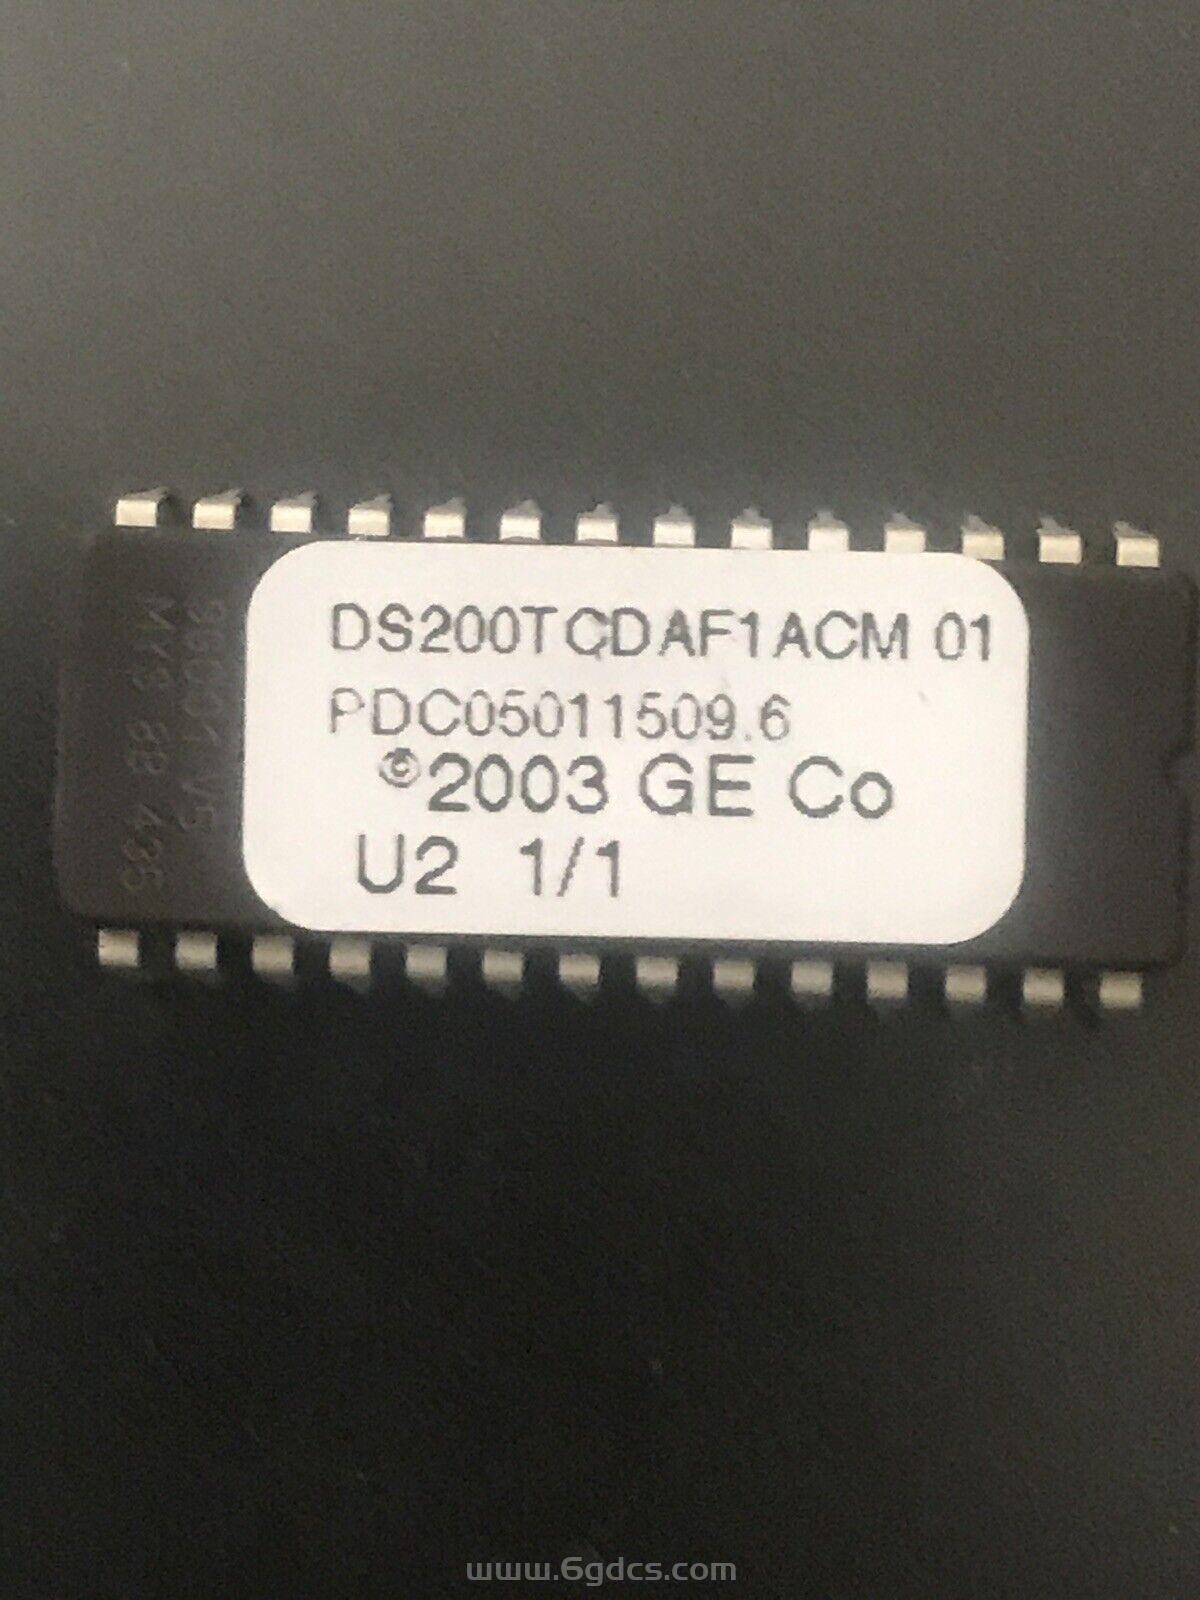 DS200TCDAF1ACM 01
PDC05011509.6
©2003 GE Co
U2 1/1
www.6gdcs.com